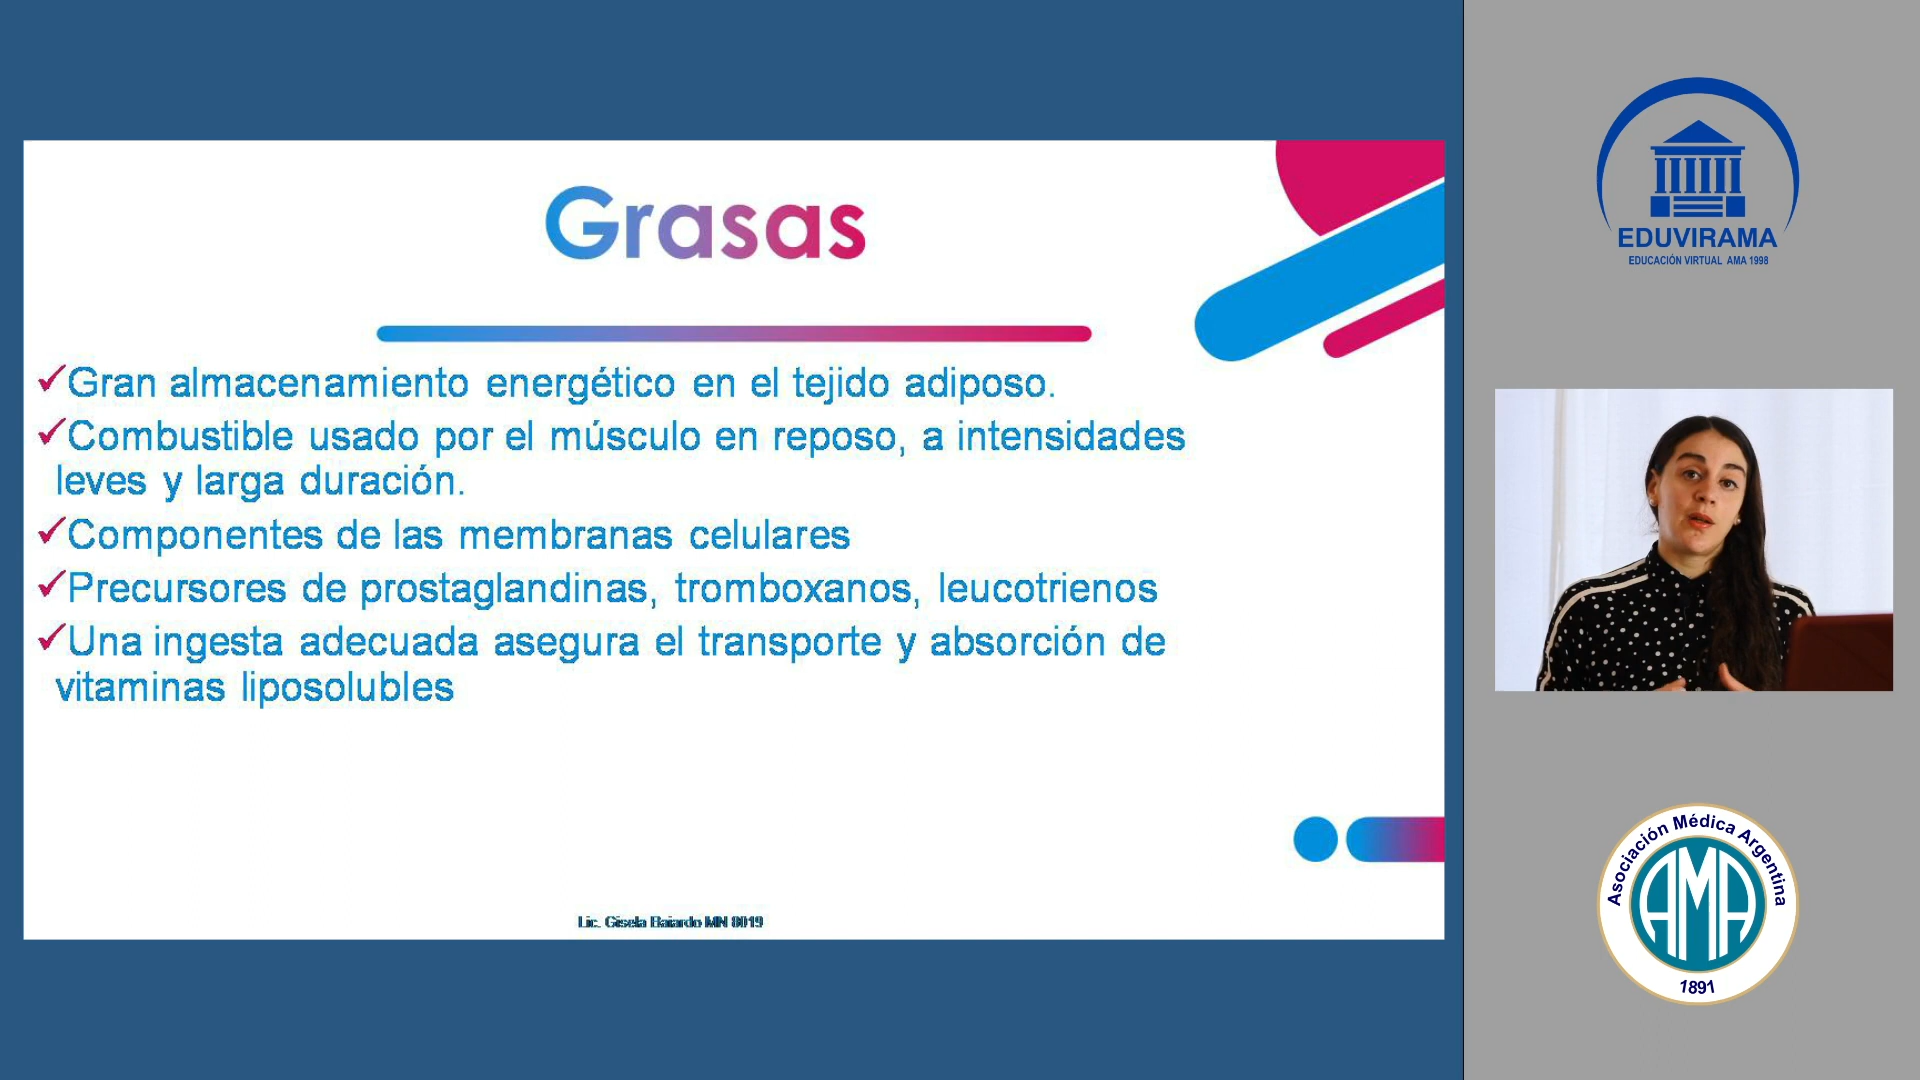 Grasas
✓Gran almacenamiento energético en el tejido adiposo.
✓Combustible usado por el músculo en reposo, a intensidades
leves y larga duración.
✓Componentes de las membranas celulares
✓Precursores de prostaglandinas, tromboxanos, leucotrienos
✓Una ingesta adecuada asegura el transporte y absorción de
vitaminas liposolubles
Lic. Gisela Baiardo MN 8019
EDUVIRAMA
EDUCACIÓN VIRTUAL AMA 1998
Asociación Médica Argentina
AMA
1891